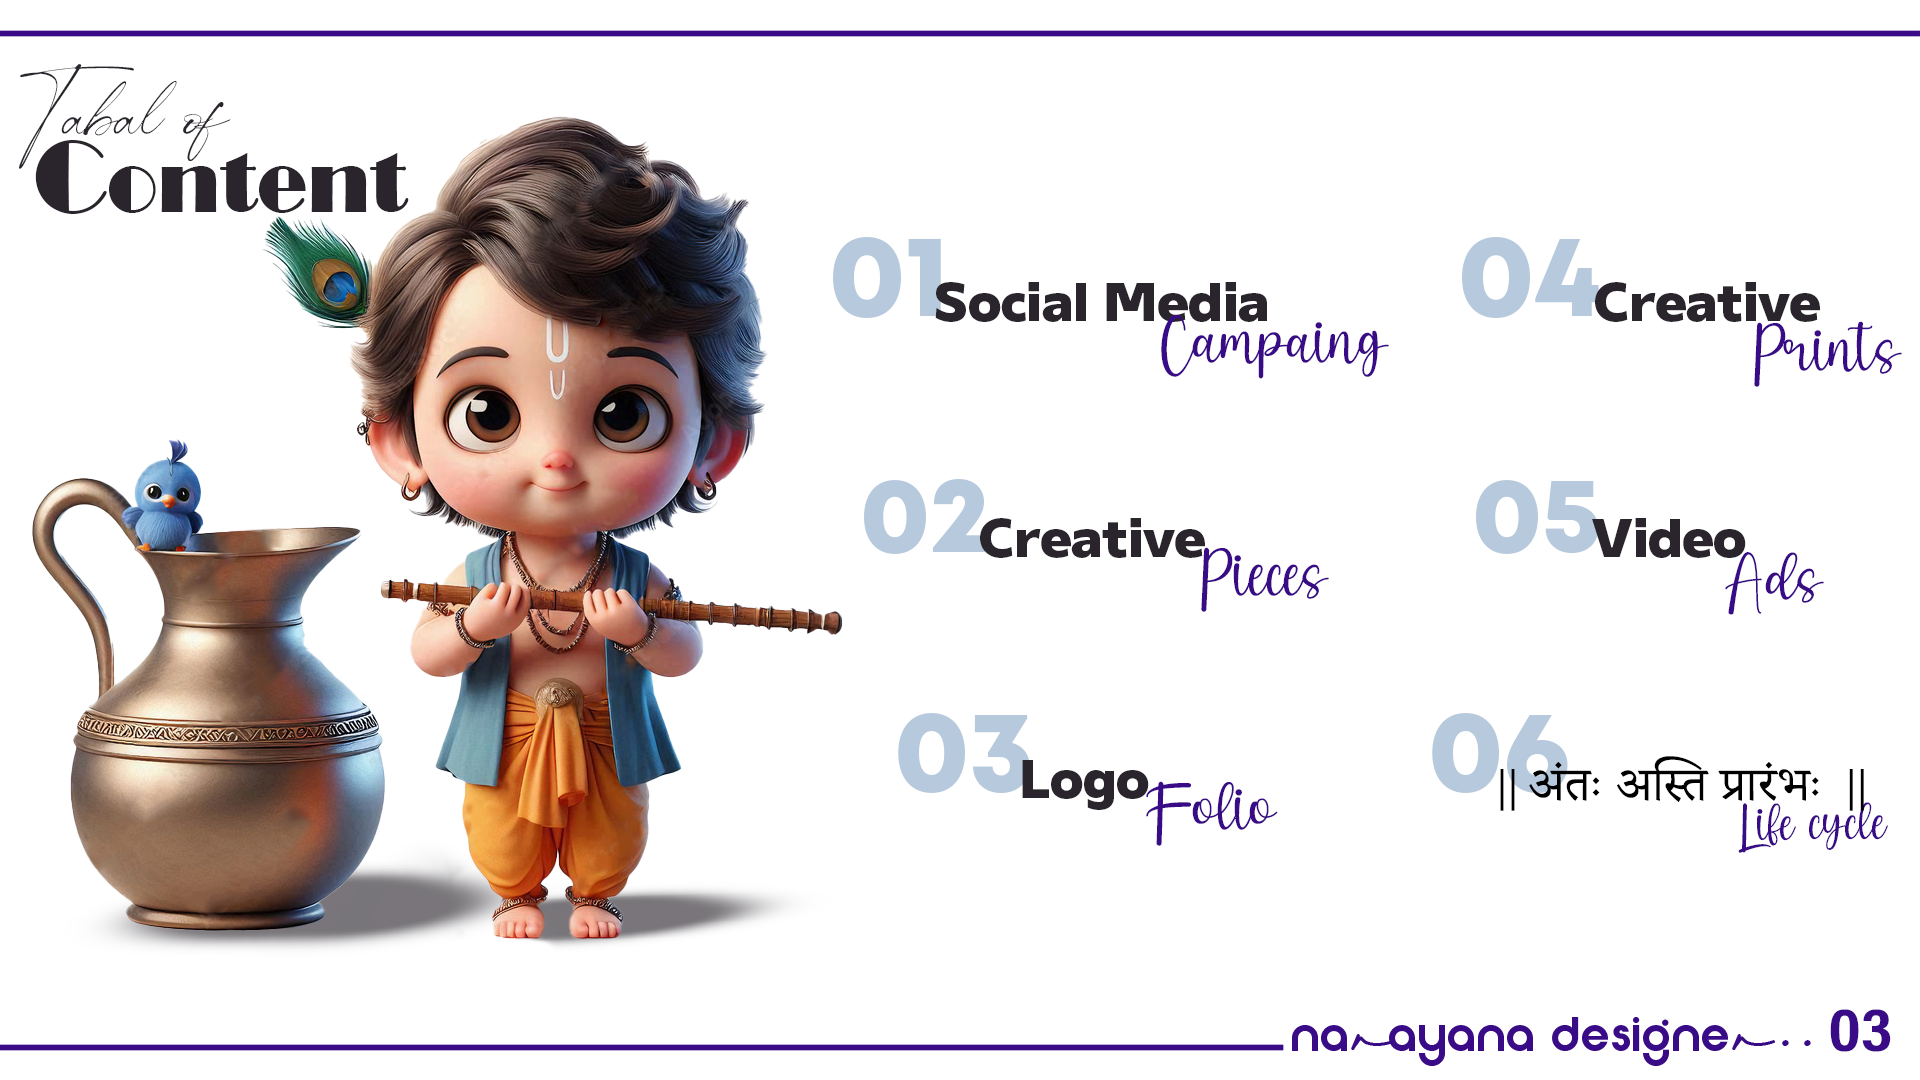 Tabal of
Content
01 Social Media
Campaing
02 Creative
Pieces
03 Logo
Folio
04 Creative
Prints
05 Video
Ads
06 || अंतः अस्ति प्रारंभः ||
Life cycle
narayana designer.. 03